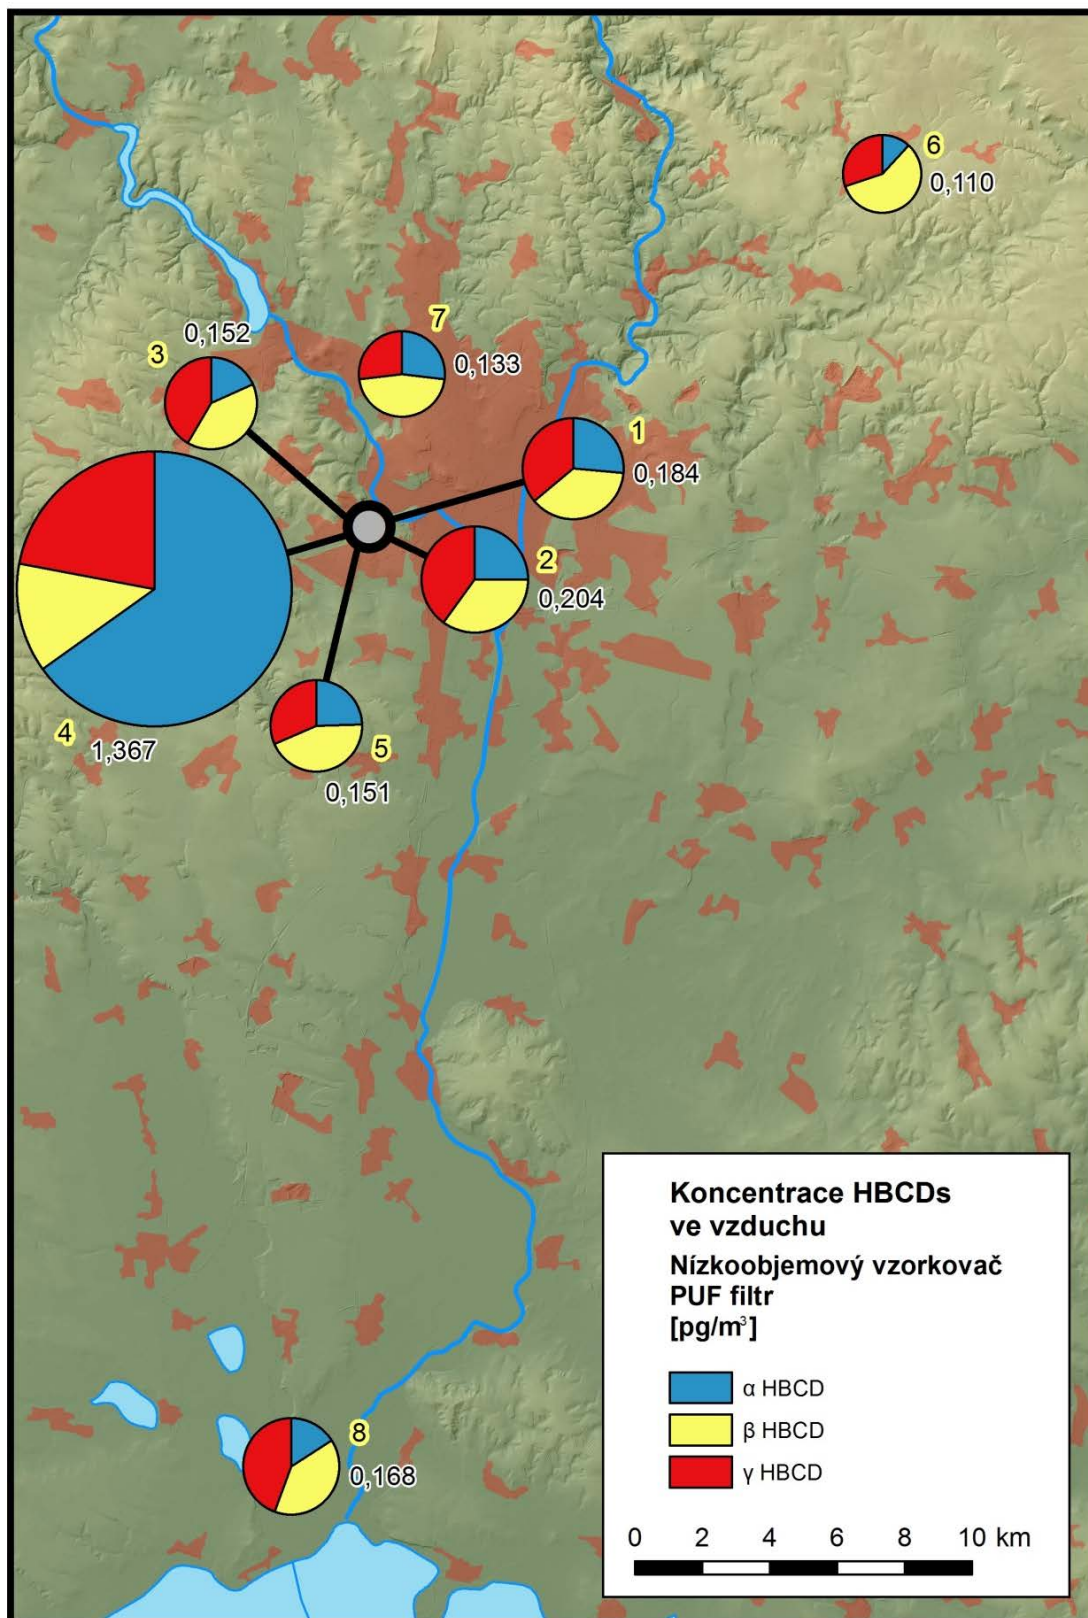 6
0,110
7
0,152
3
0,133
1
0,184
2
0,204
4
1,367
5
0,151
8
0,168
Koncentrace HBCDs
ve vzduchu
Nízkoobjemový vzorkovač
PUF filtr
[pg/m³]
α HBCD
β HBCD
γ HBCD
0 2 4 6 8 10 km